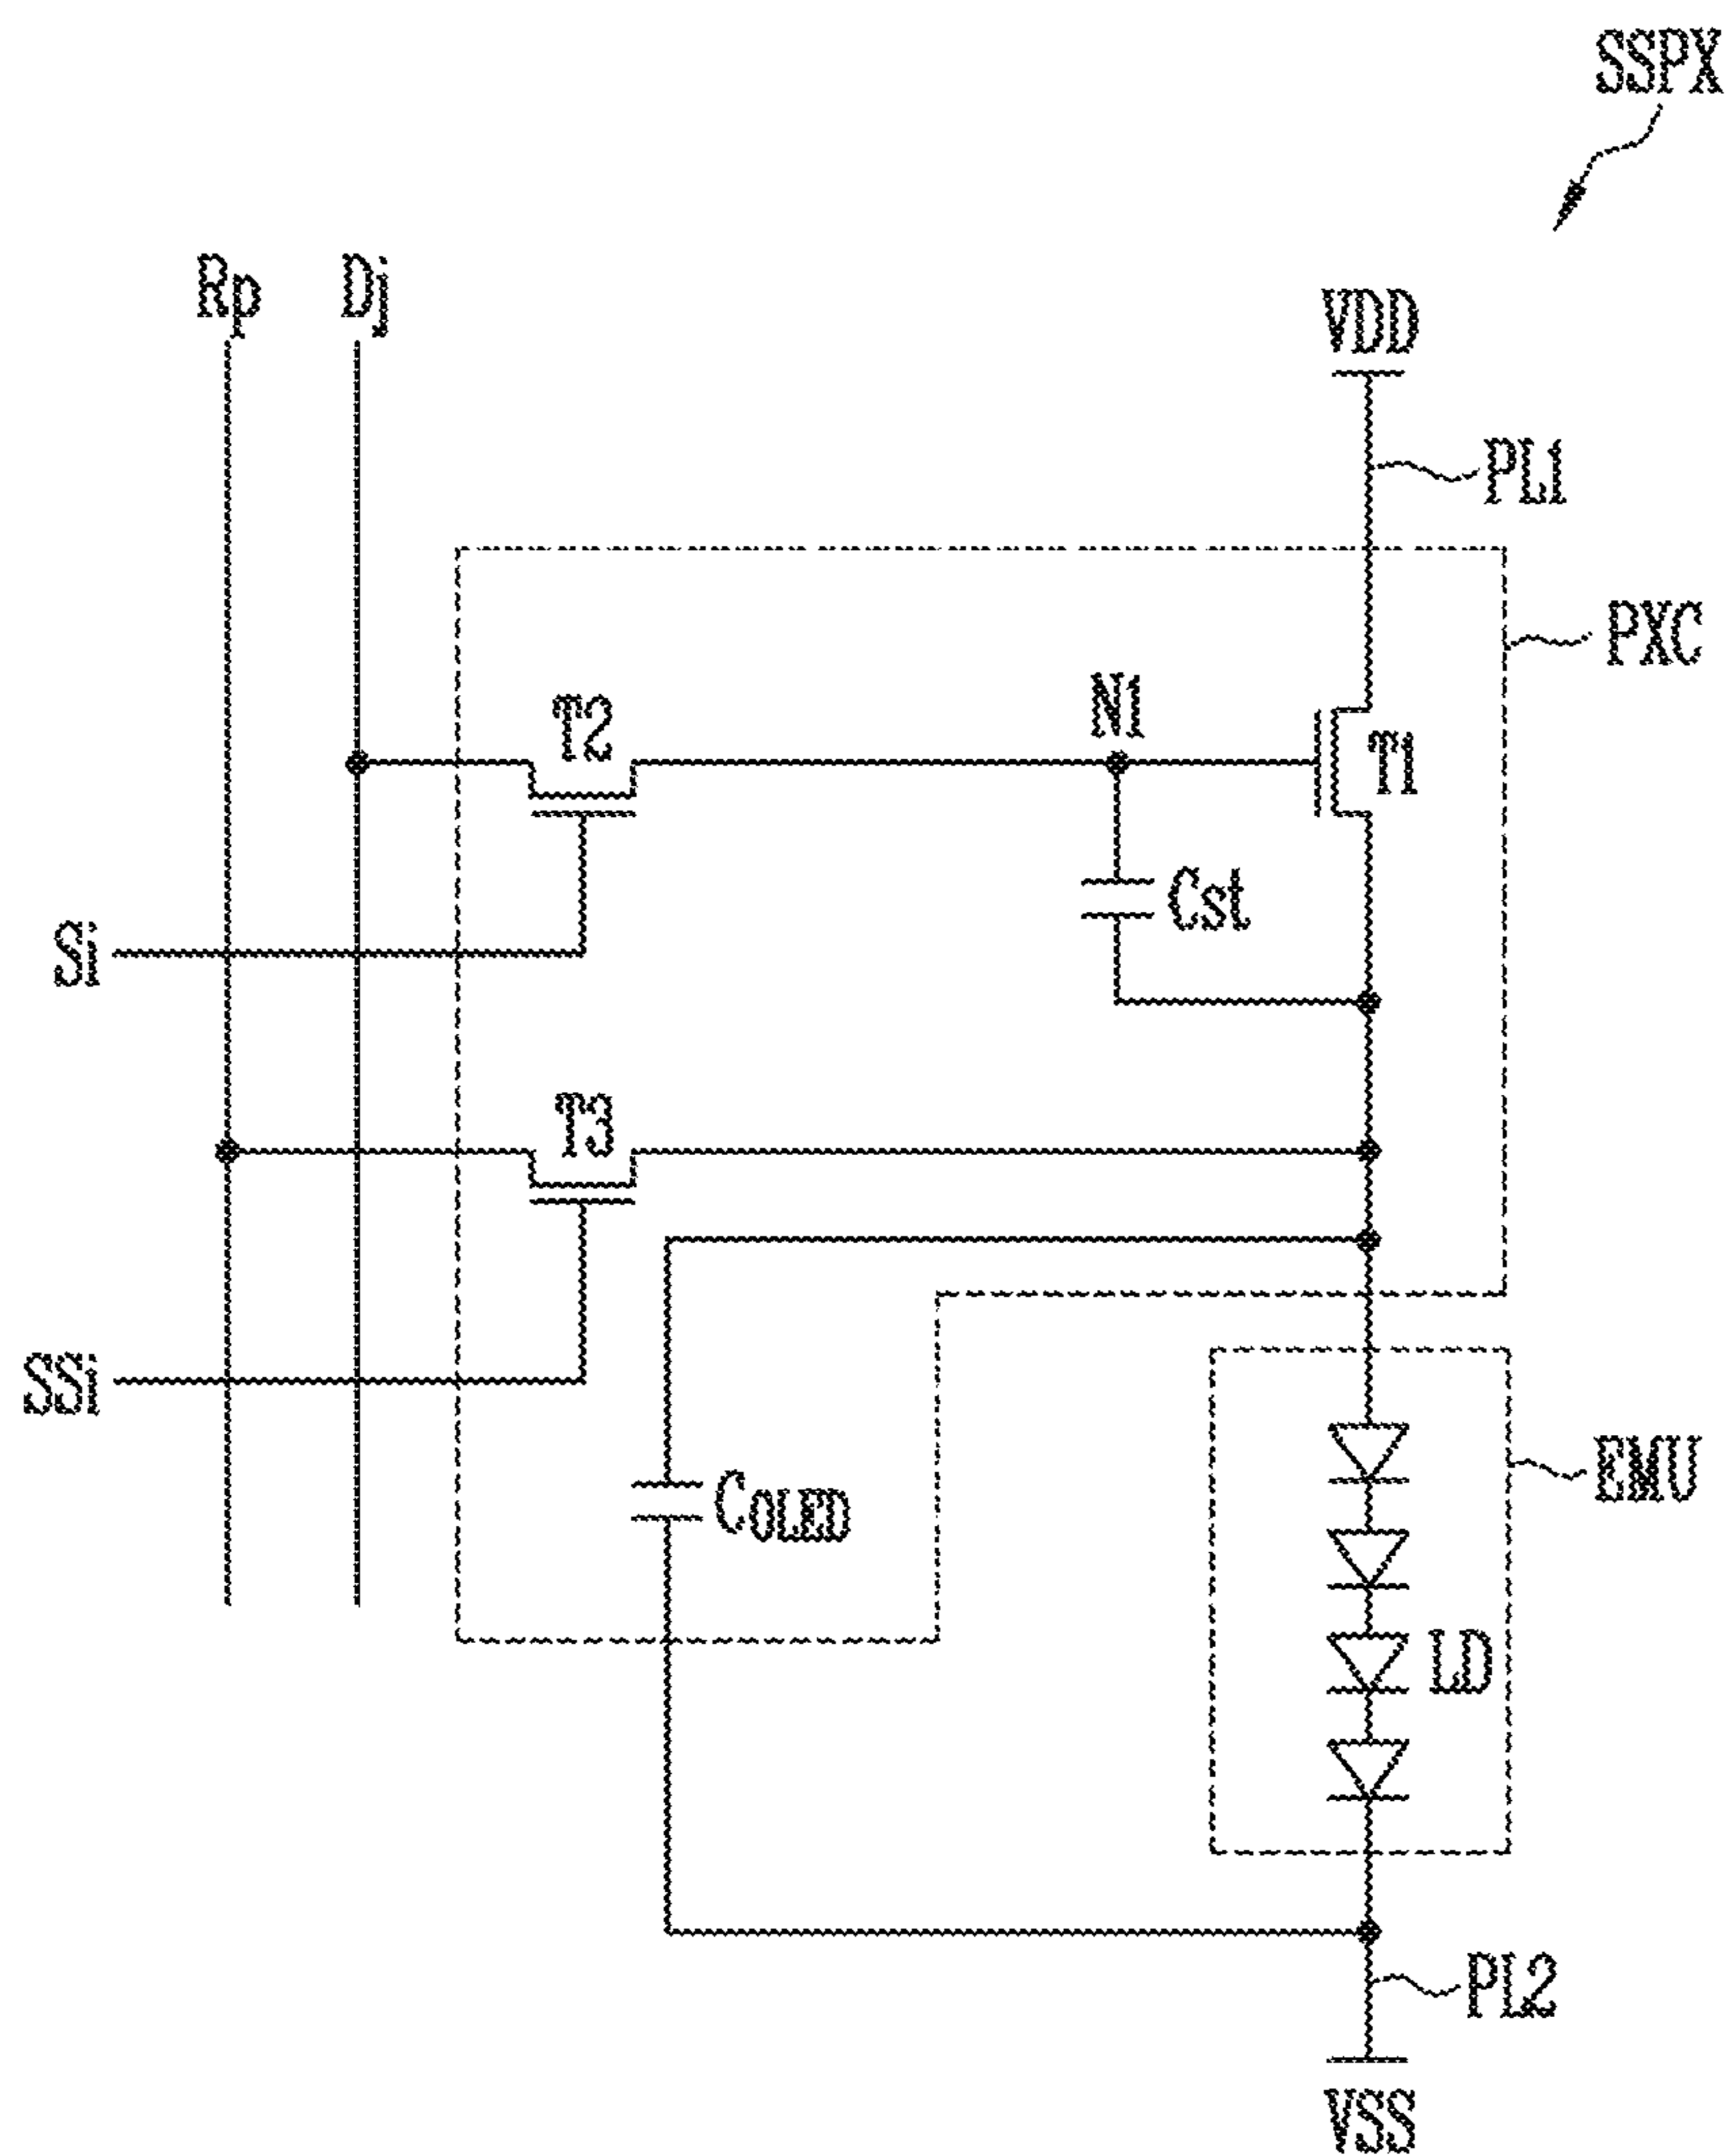 SSPX
Rp
Dj
VDD
PL1
PXC
T2
N1
T1
Cst
Si
T3
SSi
COLED
EMU
LD
PL2
VSS